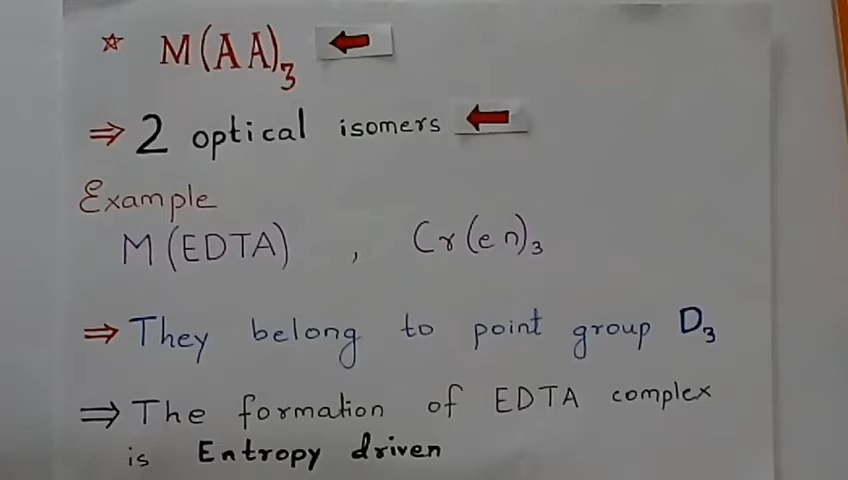 ☆ M(AA)₃
⇒ 2 optical isomers
Example
M(EDTA) , Cr(en)₃
⇒ They belong to point group D₃
⇒ The formation of EDTA complex
is Entropy driven